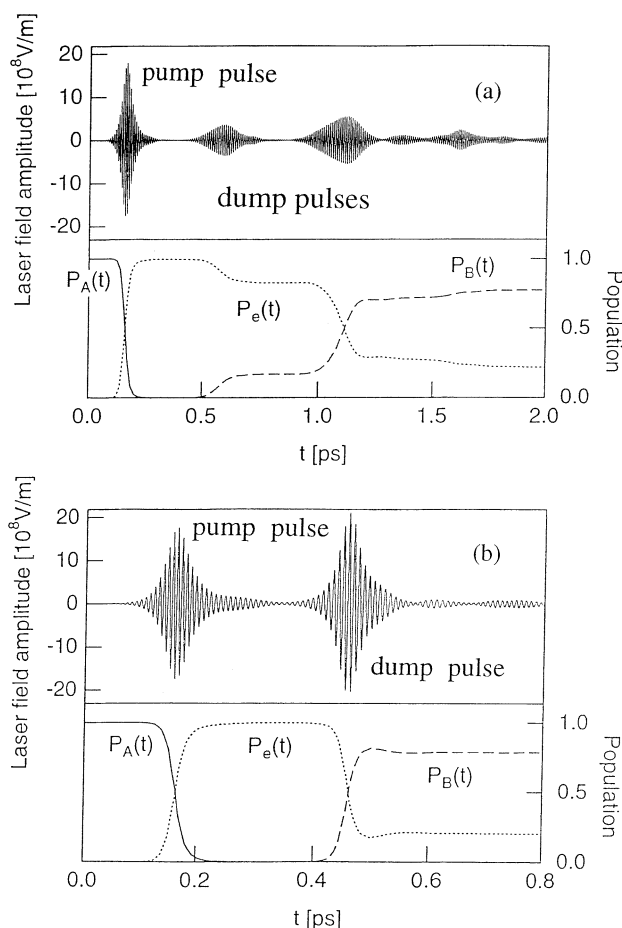 Laser field amplitude [10⁸V/m]
20
10
0
-10
-20
pump pulse
(a)
dump pulses
P_A(t)
P_e(t)
P_B(t)
1.0
0.5
0.0
Population
0.0 0.5 1.0 1.5 2.0
t [ps]
Laser field amplitude [10⁸V/m]
20
10
0
-10
-20
pump pulse
(b)
dump pulse
P_A(t)
P_e(t)
P_B(t)
1.0
0.5
0.0
Population
0.0 0.2 0.4 0.6 0.8
t [ps]